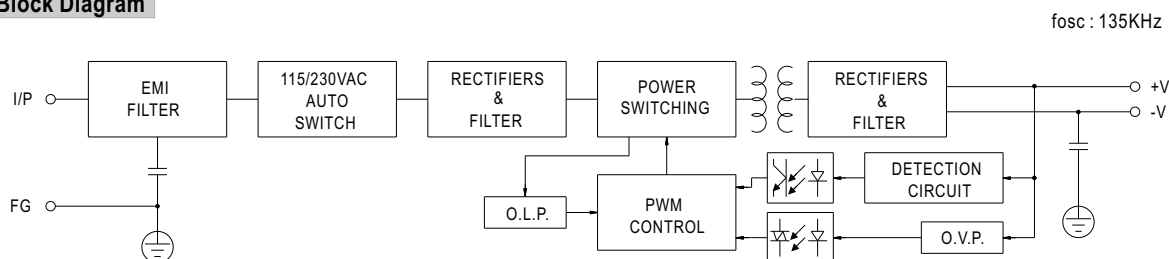 Block Diagram
fosc : 135KHz
I/P
EMI
FILTER
115/230VAC
AUTO
SWITCH
RECTIFIERS
&
FILTER
POWER
SWITCHING
RECTIFIERS
&
FILTER
+V
-V
DETECTION
CIRCUIT
FG
O.L.P.
PWM
CONTROL
O.V.P.